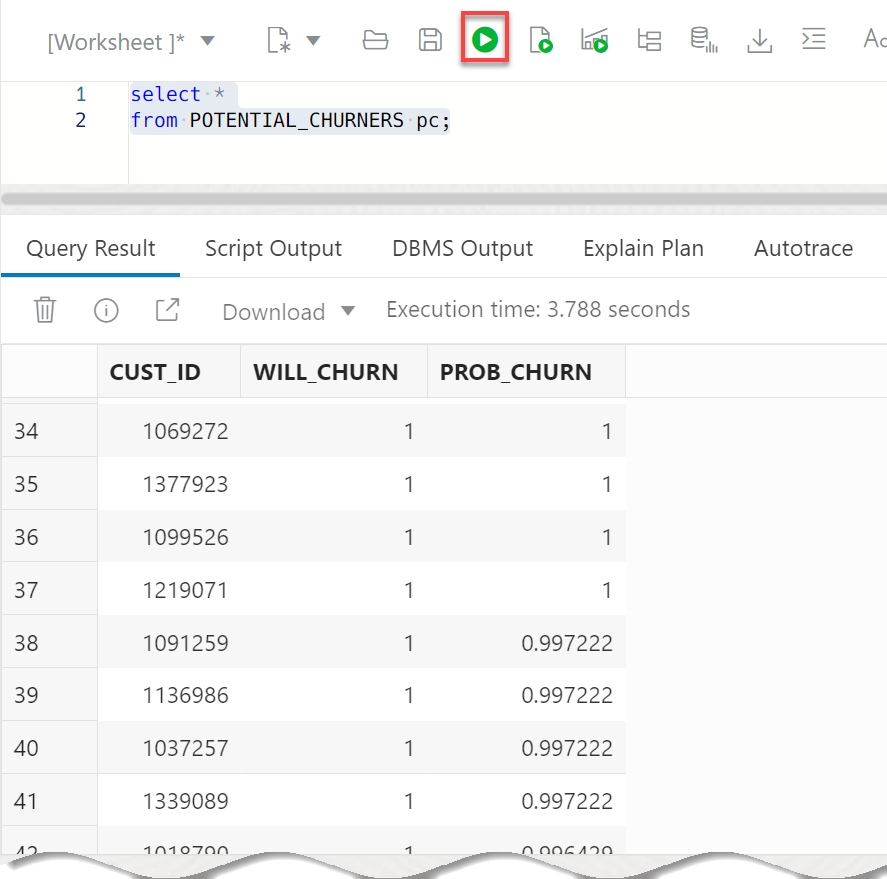 [Worksheet ]*
1 select *
2 from POTENTIAL_CHURNERS pc;
Query Result Script Output DBMS Output Explain Plan Autotrace
Download Execution time: 3.788 seconds
CUST_ID WILL_CHURN PROB_CHURN
34 1069272 1 1
35 1377923 1 1
36 1099526 1 1
37 1219071 1 1
38 1091259 1 0.997222
39 1136986 1 0.997222
40 1037257 1 0.997222
41 1339089 1 0.997222
42 1018790 1 0.996429